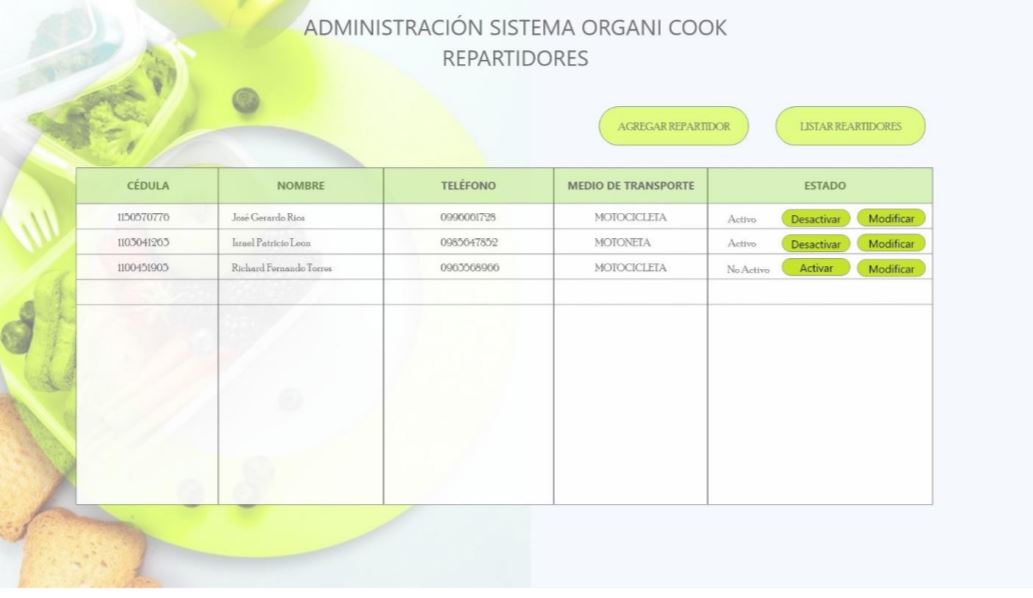 ADMINISTRACIÓN SISTEMA ORGANI COOK
REPARTIDORES
AGREGAR REPARTIDOR LISTAR REARTIDORES
CÉDULA NOMBRE TELÉFONO MEDIO DE TRANSPORTE ESTADO
1150570776 José Gerardo Rios 0996061728 MOTOCICLETA Activo Desactivar Modificar
1103041263 Israel Patricio Leon 0985647852 MOTONETA Activo Desactivar Modificar
1100451903 Richard Fernando Torres 0963568966 MOTOCICLETA No Activo Activar Modificar